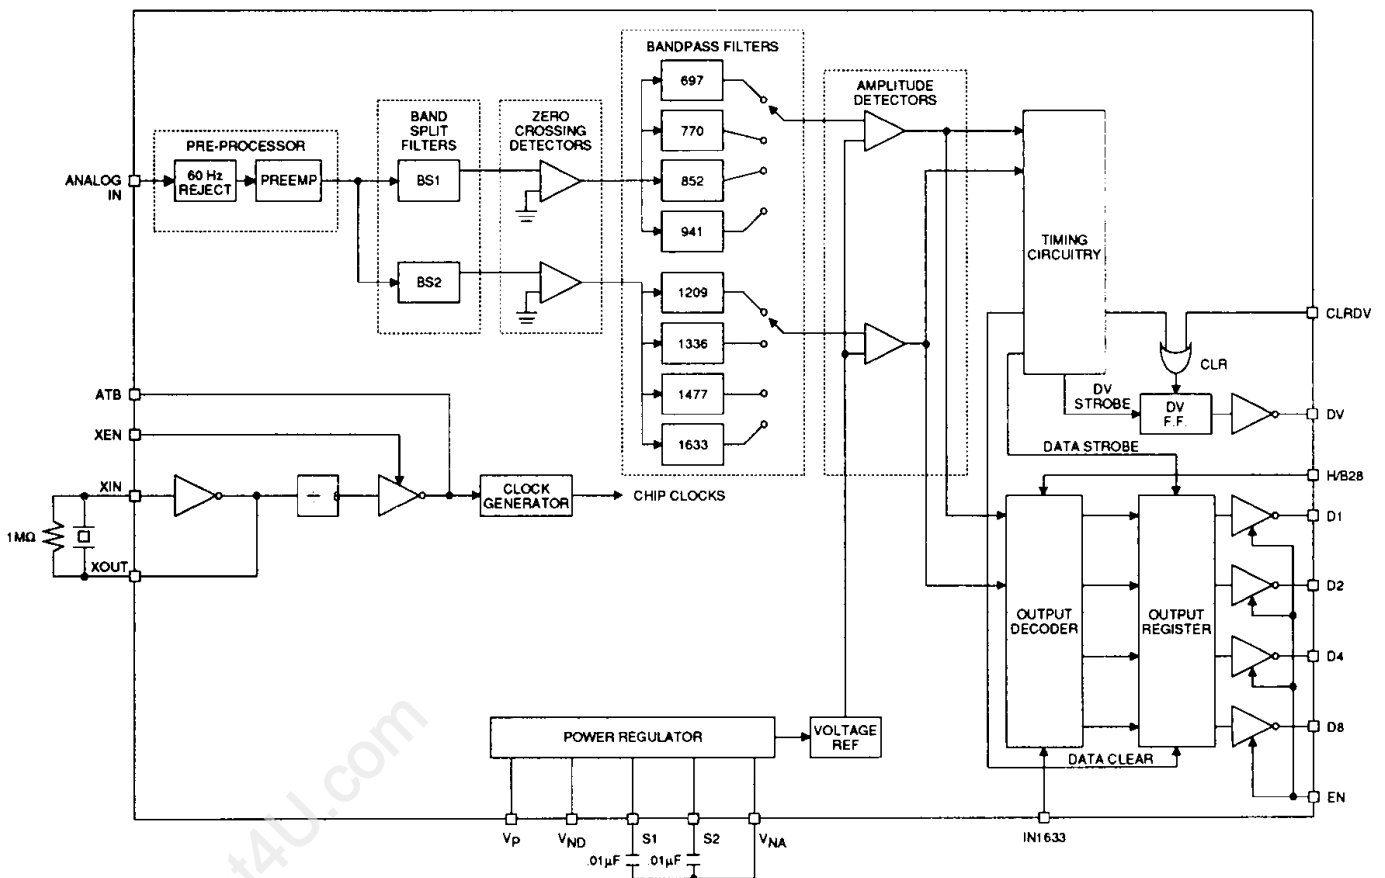 BANDPASS FILTERS
697
770
852
941
1209
1336
1477
1633
AMPLITUDE
DETECTORS
BAND
SPLIT
FILTERS
BS1
BS2
ZERO
CROSSING
DETECTORS
PRE-PROCESSOR
60 Hz
REJECT
PREEMP
ANALOG
IN
TIMING
CIRCUITRY
CLRDV
CLR
DV
STROBE
DV
F.F.
DV
DATA STROBE
H/B28
ATB
XEN
XIN
1MΩ
XOUT
÷
CLOCK
GENERATOR
CHIP CLOCKS
OUTPUT
DECODER
OUTPUT
REGISTER
D1
D2
D4
D8
EN
DATA CLEAR
POWER REGULATOR
VOLTAGE
REF
VP
VND
S1
S2
VNA
IN1633
.01µF
.01µF
t4U.com